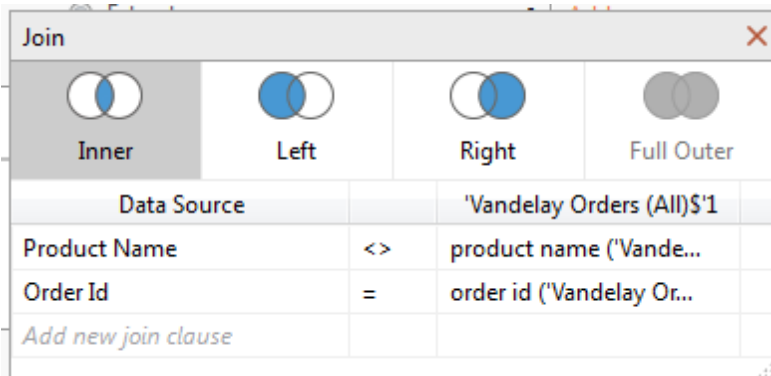 Join
Inner Left Right Full Outer
Data Source 'Vandelay Orders (All)$'1
Product Name <> product name ('Vande...
Order Id = order id ('Vandelay Or...
Add new join clause